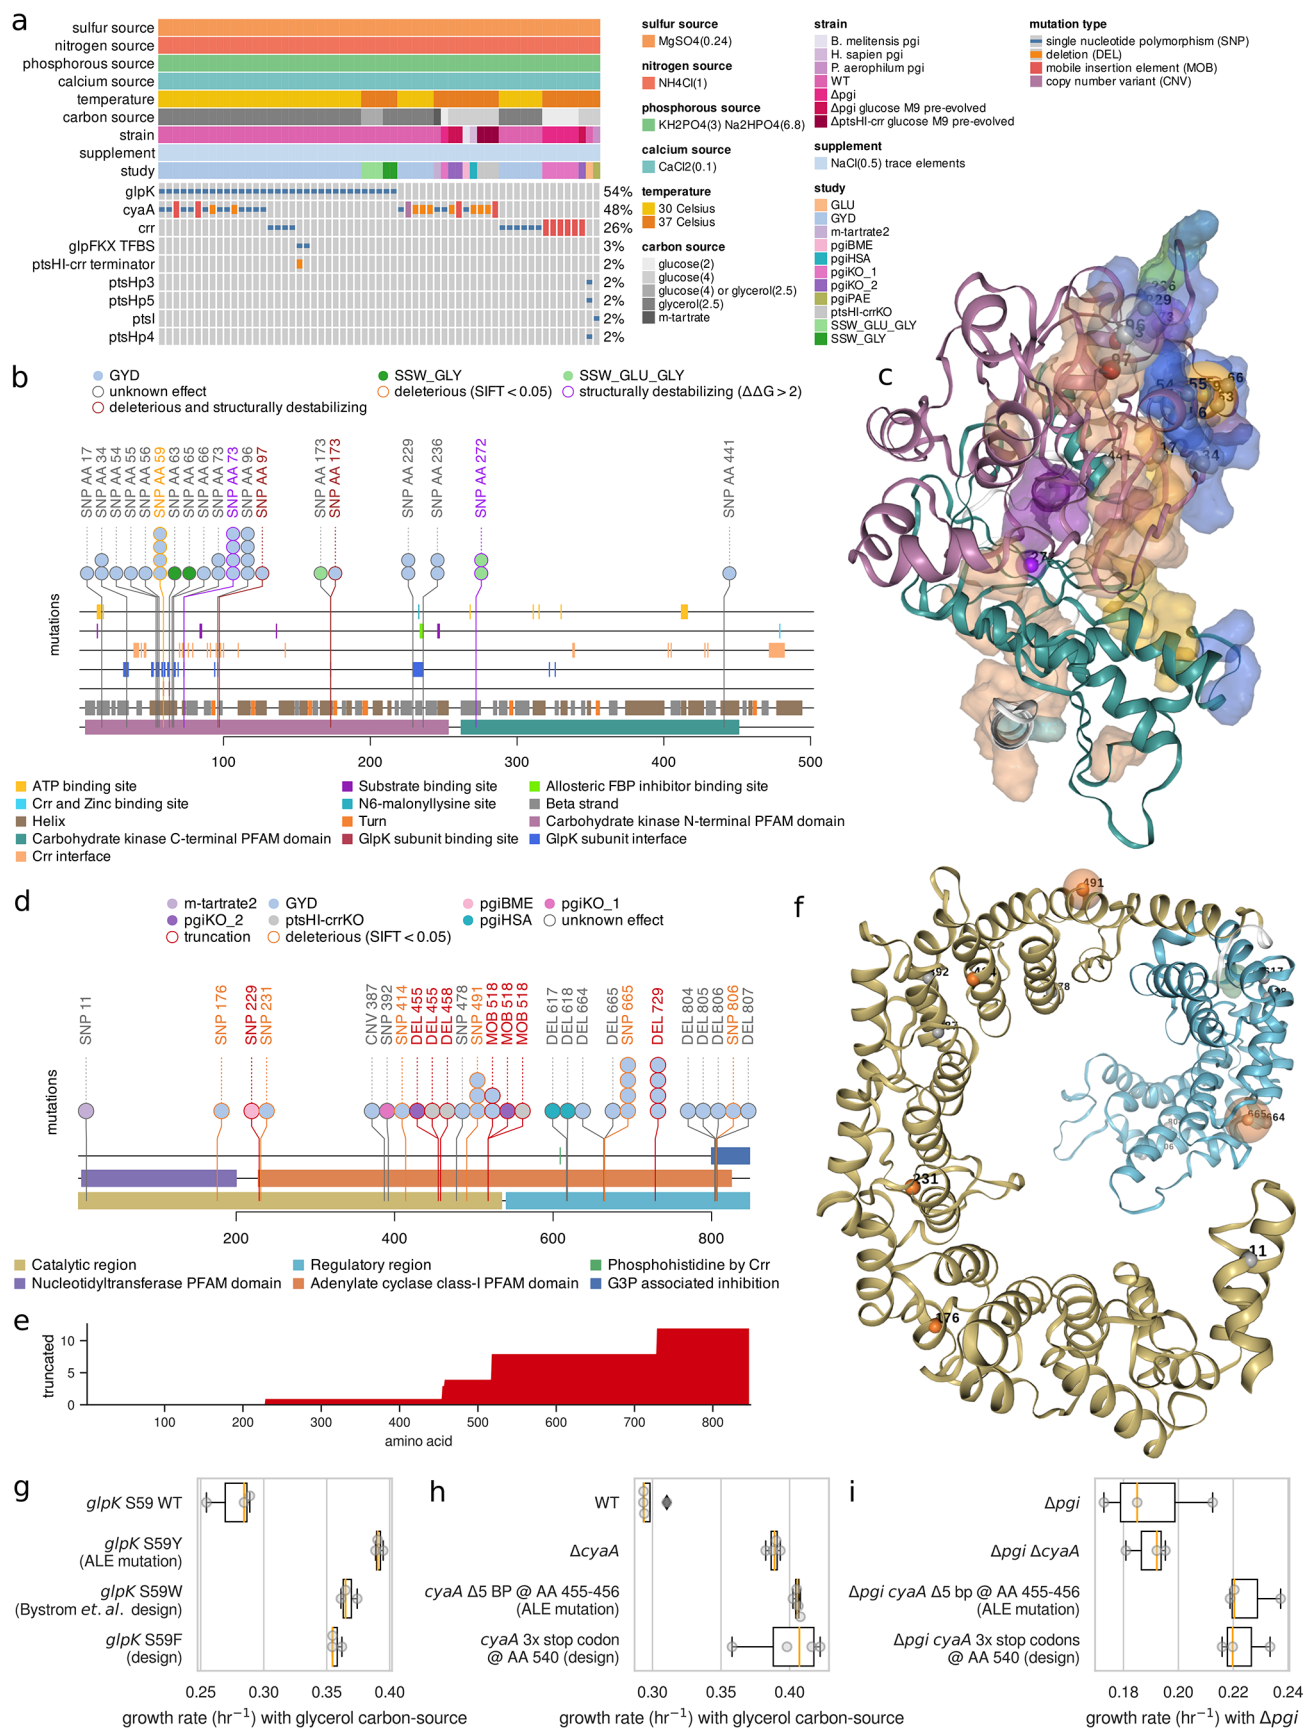 a
sulfur source
nitrogen source
phosphorous source
calcium source
temperature
carbon source
strain
supplement
study
glpK 54%
cyaA 48%
crr 26%
glpFKX TFBS 3%
ptsHI-crr terminator 2%
ptsHp3 2%
ptsHp5 2%
ptsI 2%
ptsHp4 2%
sulfur source
MgSO4(0.24)
nitrogen source
NH4Cl(1)
phosphorous source
KH2PO4(3) Na2HPO4(6.8)
calcium source
CaCl2(0.1)
temperature
30 Celsius
37 Celsius
carbon source
glucose(2)
glucose(4)
glucose(4) or glycerol(2.5)
glycerol(2.5)
m-tartrate
strain
B. melitensis pgi
H. sapien pgi
P. aerophilum pgi
WT
Δpgi
Δpgi glucose M9 pre-evolved
ΔptsHI-crr glucose M9 pre-evolved
supplement
NaCl(0.5) trace elements
study
GLU
GYD
m-tartrate2
pgiBME
pgiHSA
pgiKO_1
pgiKO_2
pgiPAE
ptsHI-crrKO
SSW_GLU_GLY
SSW_GLY
mutation type
single nucleotide polymorphism (SNP)
deletion (DEL)
mobile insertion element (MOB)
copy number variant (CNV)
b
GYD
SSW_GLY
SSW_GLU_GLY
unknown effect
deleterious (SIFT < 0.05)
structurally destabilizing (ΔΔG > 2)
deleterious and structurally destabilizing
SNP AA 17
SNP AA 34
SNP AA 54
SNP AA 55
SNP AA 56
SNP AA 59
SNP AA 63
SNP AA 65
SNP AA 66
SNP AA 73
SNP AA 73
SNP AA 96
SNP AA 97
SNP AA 173
SNP AA 173
SNP AA 229
SNP AA 236
SNP AA 272
SNP AA 441
mutations
100 200 300 400 500
ATP binding site
Substrate binding site
Allosteric FBP inhibitor binding site
Crr and Zinc binding site
N6-malonyllysine site
Beta strand
Helix
Turn
Carbohydrate kinase N-terminal PFAM domain
Carbohydrate kinase C-terminal PFAM domain
GlpK subunit binding site
GlpK subunit interface
Crr interface
c
229
96
97
54
55
66
63
17
34
441
d
m-tartrate2
GYD
pgiBME
pgiKO_1
pgiKO_2
ptsHI-crrKO
pgiHSA
unknown effect
truncation
deleterious (SIFT < 0.05)
SNP 11
SNP 176
SNP 229
SNP 231
CNV 387
SNP 392
SNP 414
DEL 455
DEL 455
DEL 458
SNP 478
SNP 491
MOB 518
MOB 518
MOB 518
DEL 617
DEL 618
DEL 664
DEL 665
SNP 665
DEL 729
DEL 804
DEL 805
DEL 806
SNP 806
DEL 807
mutations
200 400 600 800
Catalytic region
Regulatory region
Phosphohistidine by Crr
Nucleotidyltransferase PFAM domain
Adenylate cyclase class-I PFAM domain
G3P associated inhibition
e
truncated
10
5
0
100 200 300 400 500 600 700 800
amino acid
f
491
231
11
176
665
664
g
glpK S59 WT
glpK S59Y
(ALE mutation)
glpK S59W
(Bystrom et. al. design)
glpK S59F
(design)
0.25 0.30 0.35 0.40
growth rate (hr⁻¹) with glycerol carbon-source
h
WT
ΔcyaA
cyaA Δ5 BP @ AA 455-456
(ALE mutation)
cyaA 3x stop codon
@ AA 540 (design)
0.30 0.35 0.40
growth rate (hr⁻¹) with glycerol carbon-source
i
Δpgi
Δpgi ΔcyaA
Δpgi cyaA Δ5 bp @ AA 455-456
(ALE mutation)
Δpgi cyaA 3x stop codons
@ AA 540 (design)
0.18 0.20 0.22 0.24
growth rate (hr⁻¹) with Δpgi